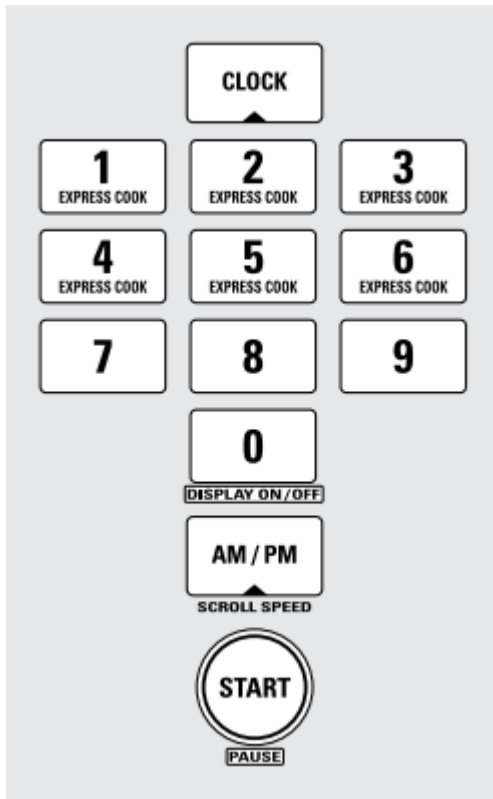 CLOCK
1 2 3
EXPRESS COOK EXPRESS COOK EXPRESS COOK
4 5 6
EXPRESS COOK EXPRESS COOK EXPRESS COOK
7 8 9
0
DISPLAY ON/OFF
AM / PM
SCROLL SPEED
START
PAUSE